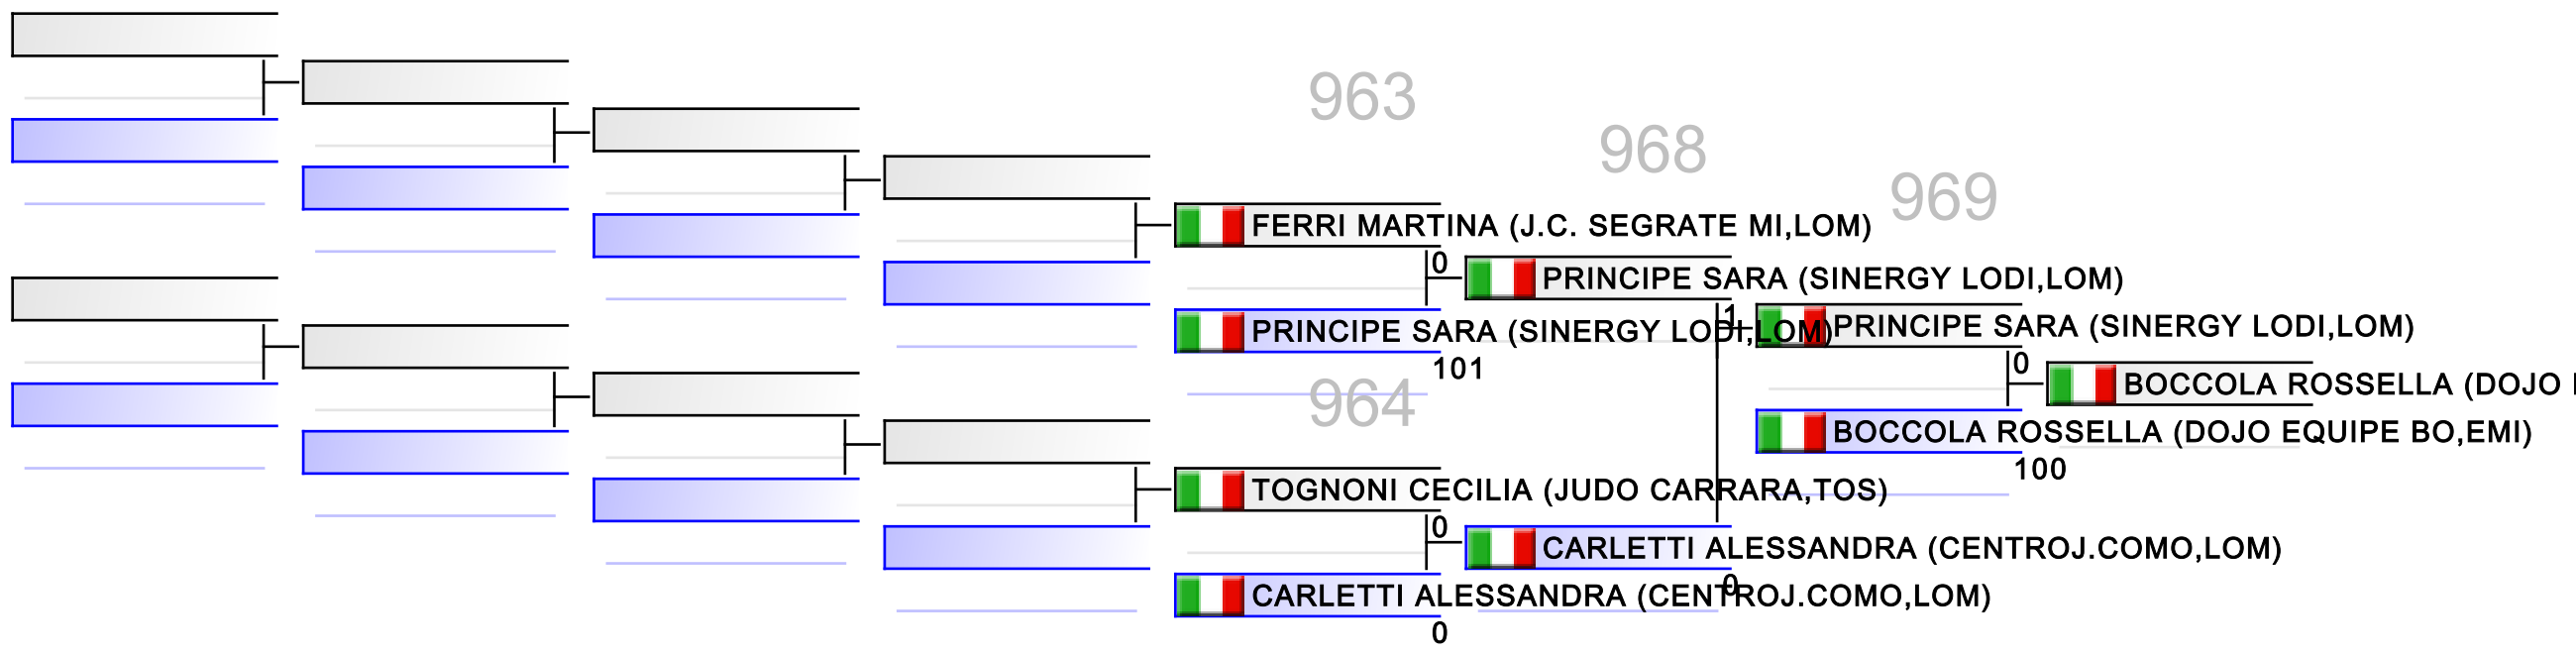 963
968
969
FERRI MARTINA (J.C. SEGRATE MI,LOM)
0
PRINCIPE SARA (SINERGY LODI,LOM)
PRINCIPE SARA (SINERGY LODI,LOM)
101
1
PRINCIPE SARA (SINERGY LODI,LOM)
0
BOCCOLA ROSSELLA (DOJO
964
BOCCOLA ROSSELLA (DOJO EQUIPE BO,EMI)
100
TOGNONI CECILIA (JUDO CARRARA,TOS)
0
CARLETTI ALESSANDRA (CENTROJ.COMO,LOM)
0
CARLETTI ALESSANDRA (CENTROJ.COMO,LOM)
0